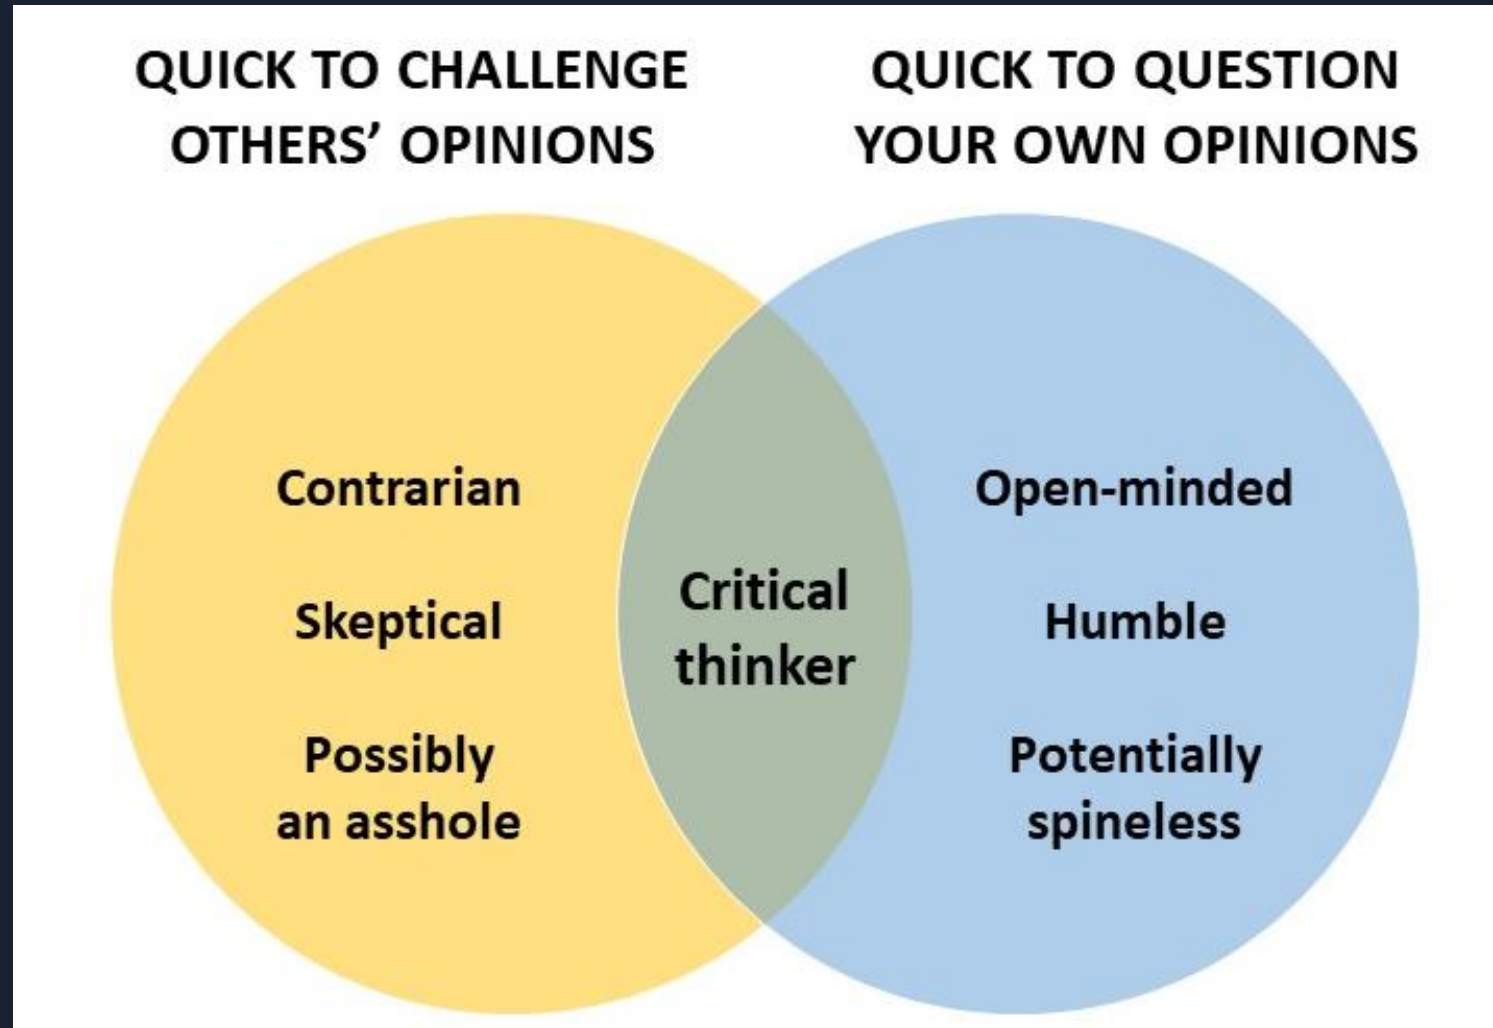 QUICK TO CHALLENGE
OTHERS’ OPINIONS
QUICK TO QUESTION
YOUR OWN OPINIONS
Contrarian
Skeptical
Possibly
an asshole
Critical
thinker
Open-minded
Humble
Potentially
spineless